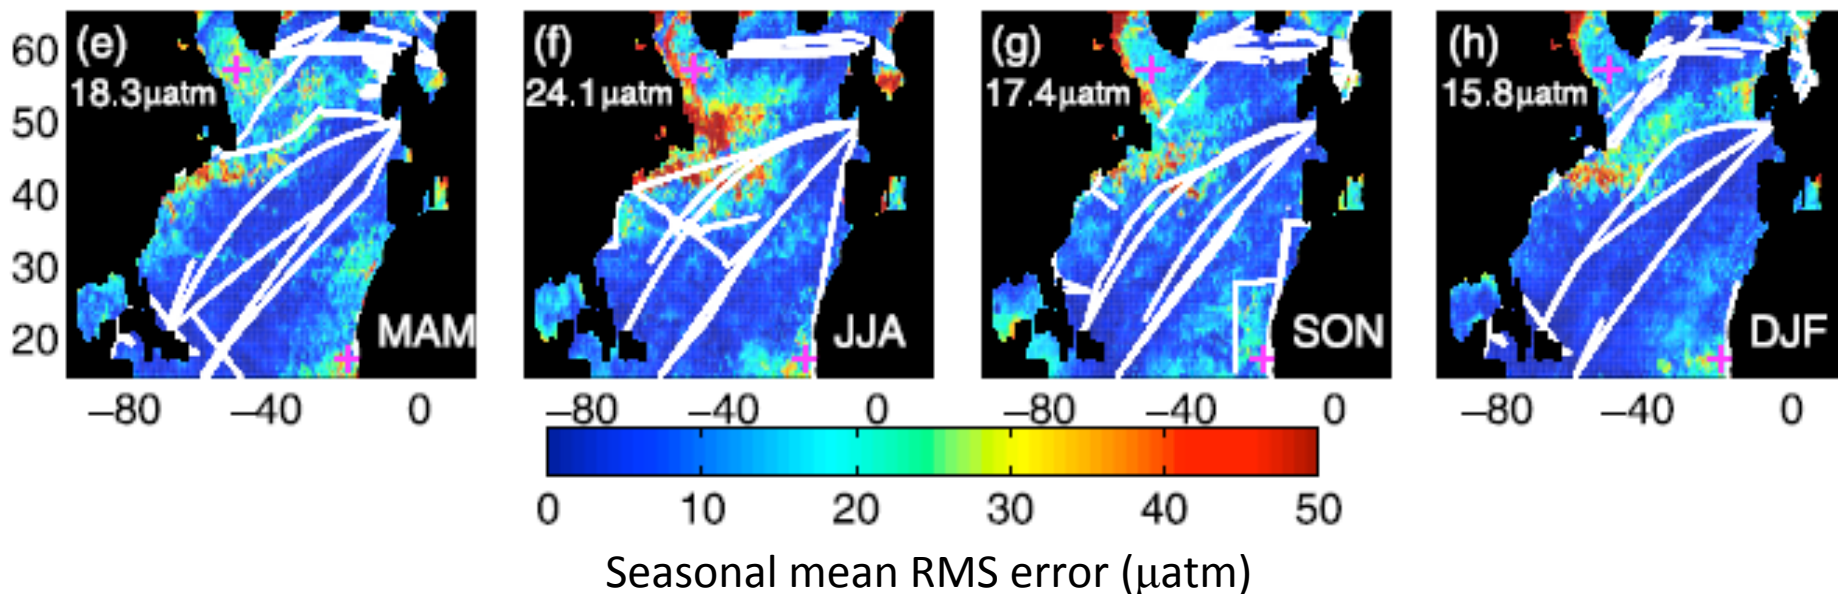 (e)
18.3µatm
MAM
(f)
24.1µatm
JJA
(g)
17.4µatm
SON
(h)
15.8µatm
DJF
60
50
40
30
20
−80 −40 0
−80 −40 0
−80 −40 0
−80 −40 0
0 10 20 30 40 50
Seasonal mean RMS error (µatm)